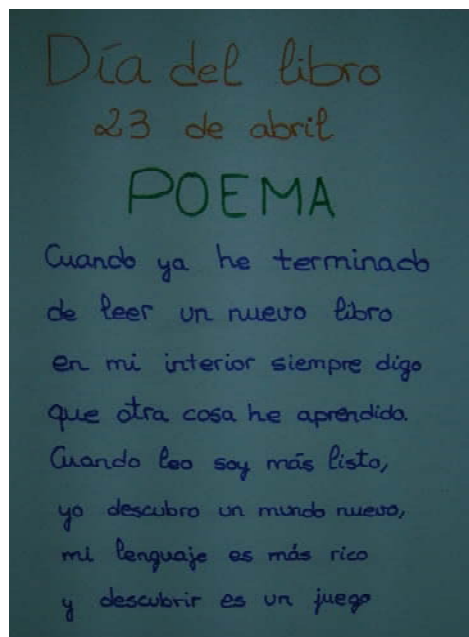 Día del libro
23 de abril
POEMA
Cuando ya he terminado
de leer un nuevo libro
en mi interior siempre digo
que otra cosa he aprendido.
Cuando leo soy más listo,
yo descubro un mundo nuevo,
mi lenguaje es más rico
y descubrir es un juego